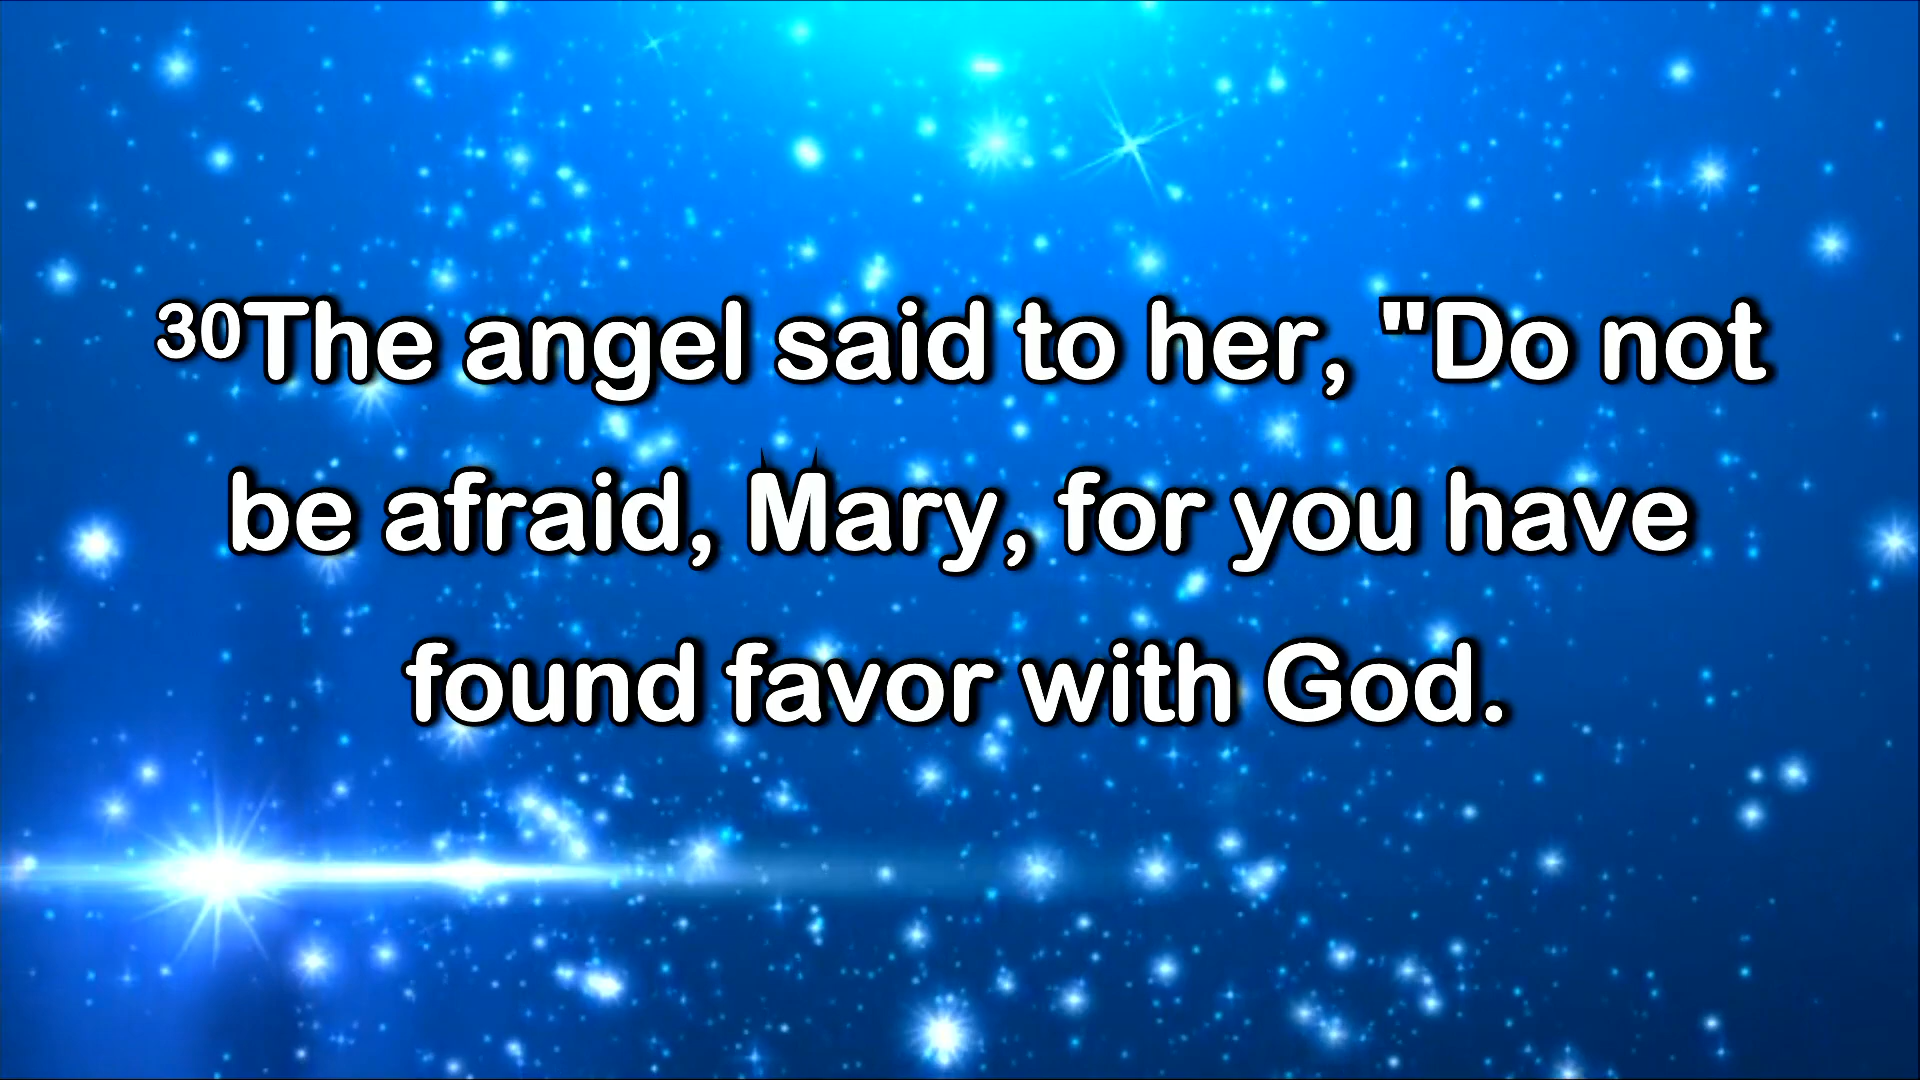 30The angel said to her, "Do not
be afraid, Mary, for you have
found favor with God.